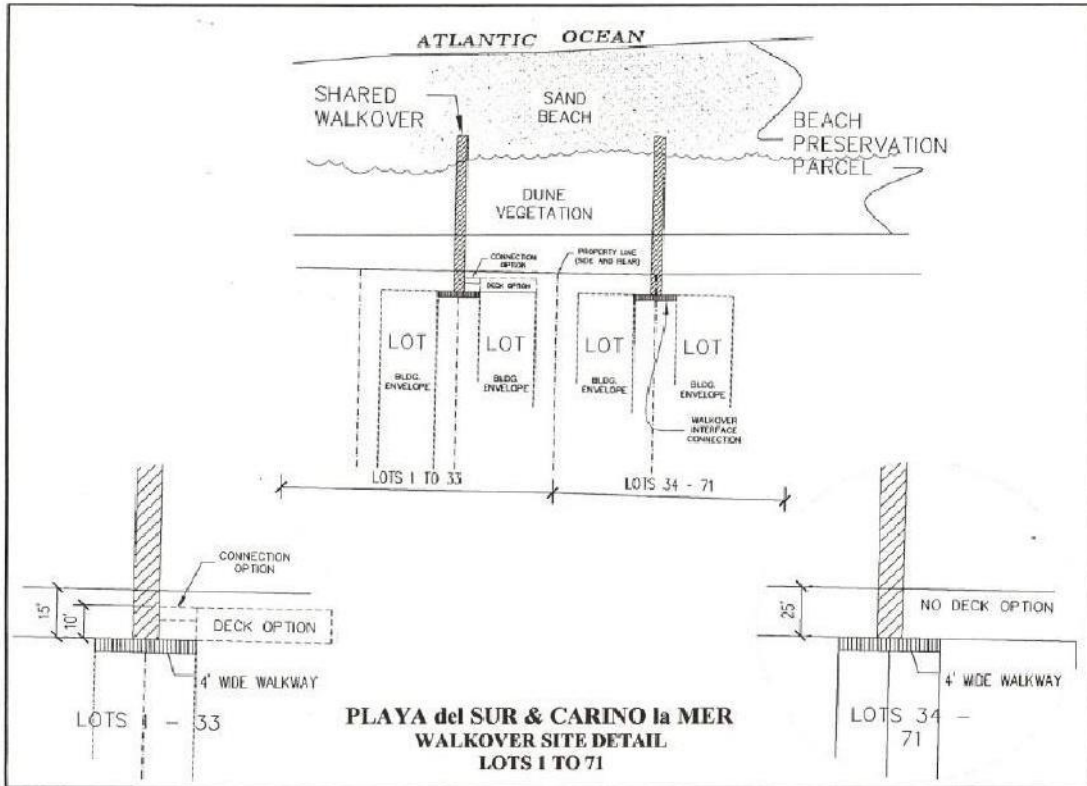 ATLANTIC OCEAN
SHARED
WALKOVER
SAND
BEACH
BEACH
PRESERVATION
PARCEL
DUNE
VEGETATION
CONNECTION
OPTION
PROPERTY LINE
(SIDE AND REAR)
DECK OPTION
LOT
BLDG.
ENVELOPE
LOT
BLDG.
ENVELOPE
LOT
BLDG.
ENVELOPE
LOT
BLDG.
ENVELOPE
WALKOVER
INTERFACE
CONNECTION
LOTS 1 TO 33
LOTS 34 - 71
CONNECTION
OPTION
15'
10'
DECK OPTION
4' WIDE WALKWAY
LOTS 1 - 33
25'
NO DECK OPTION
4' WIDE WALKWAY
LOTS 34 -
71
PLAYA del SUR & CARINO la MER
WALKOVER SITE DETAIL
LOTS 1 TO 71